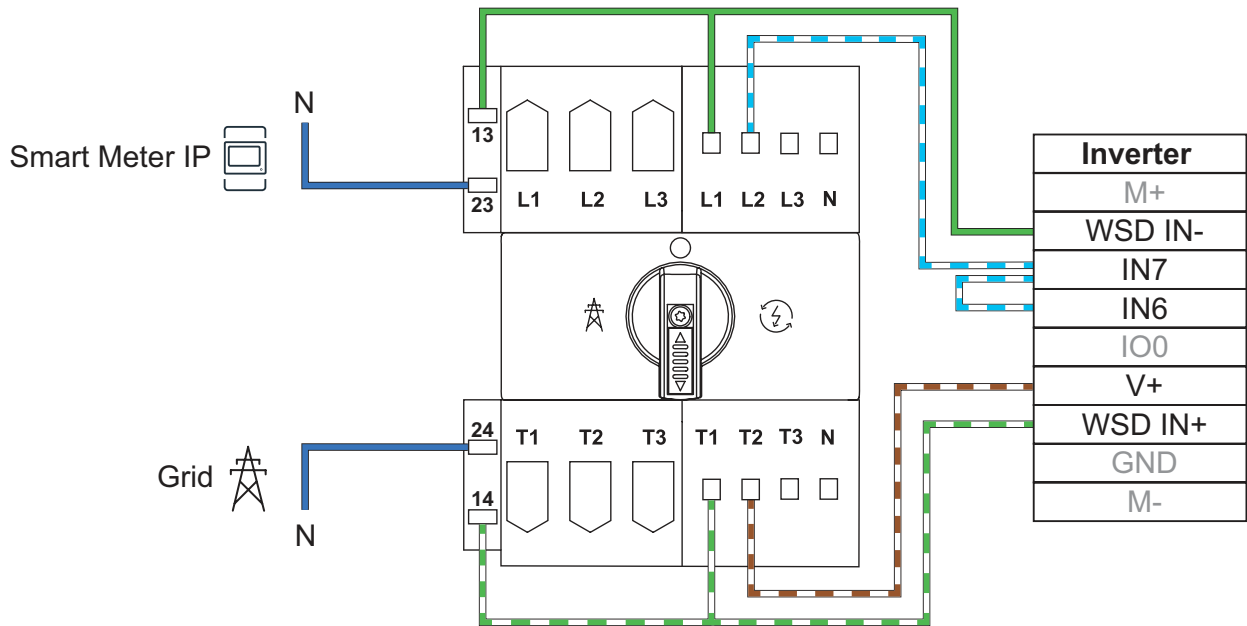 N
Smart Meter IP
13
23
L1 L2 L3 L1 L2 L3 N
24
T1 T2 T3 T1 T2 T3 N
14
Grid
N
Inverter
M+
WSD IN-
IN7
IN6
IO0
V+
WSD IN+
GND
M-